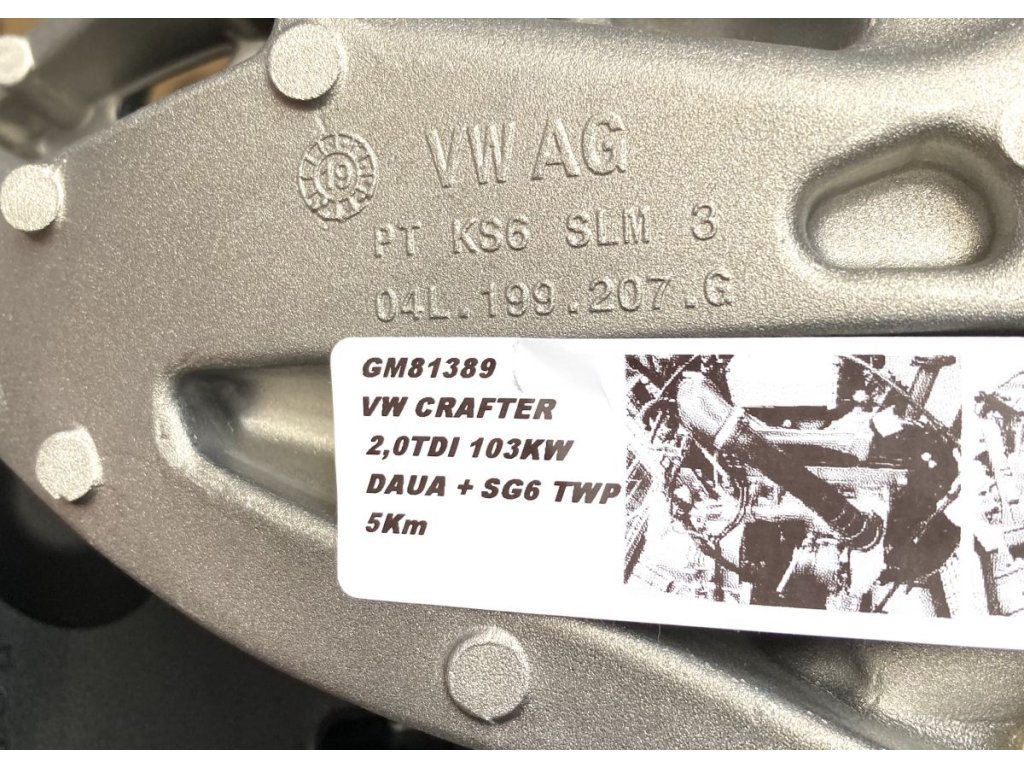 VW AG
19
PT KS6 SLM 3
04L.199.207.G
GM81389
VW CRAFTER
2,0TDI 103KW
DAUA + SG6 TWP
5Km